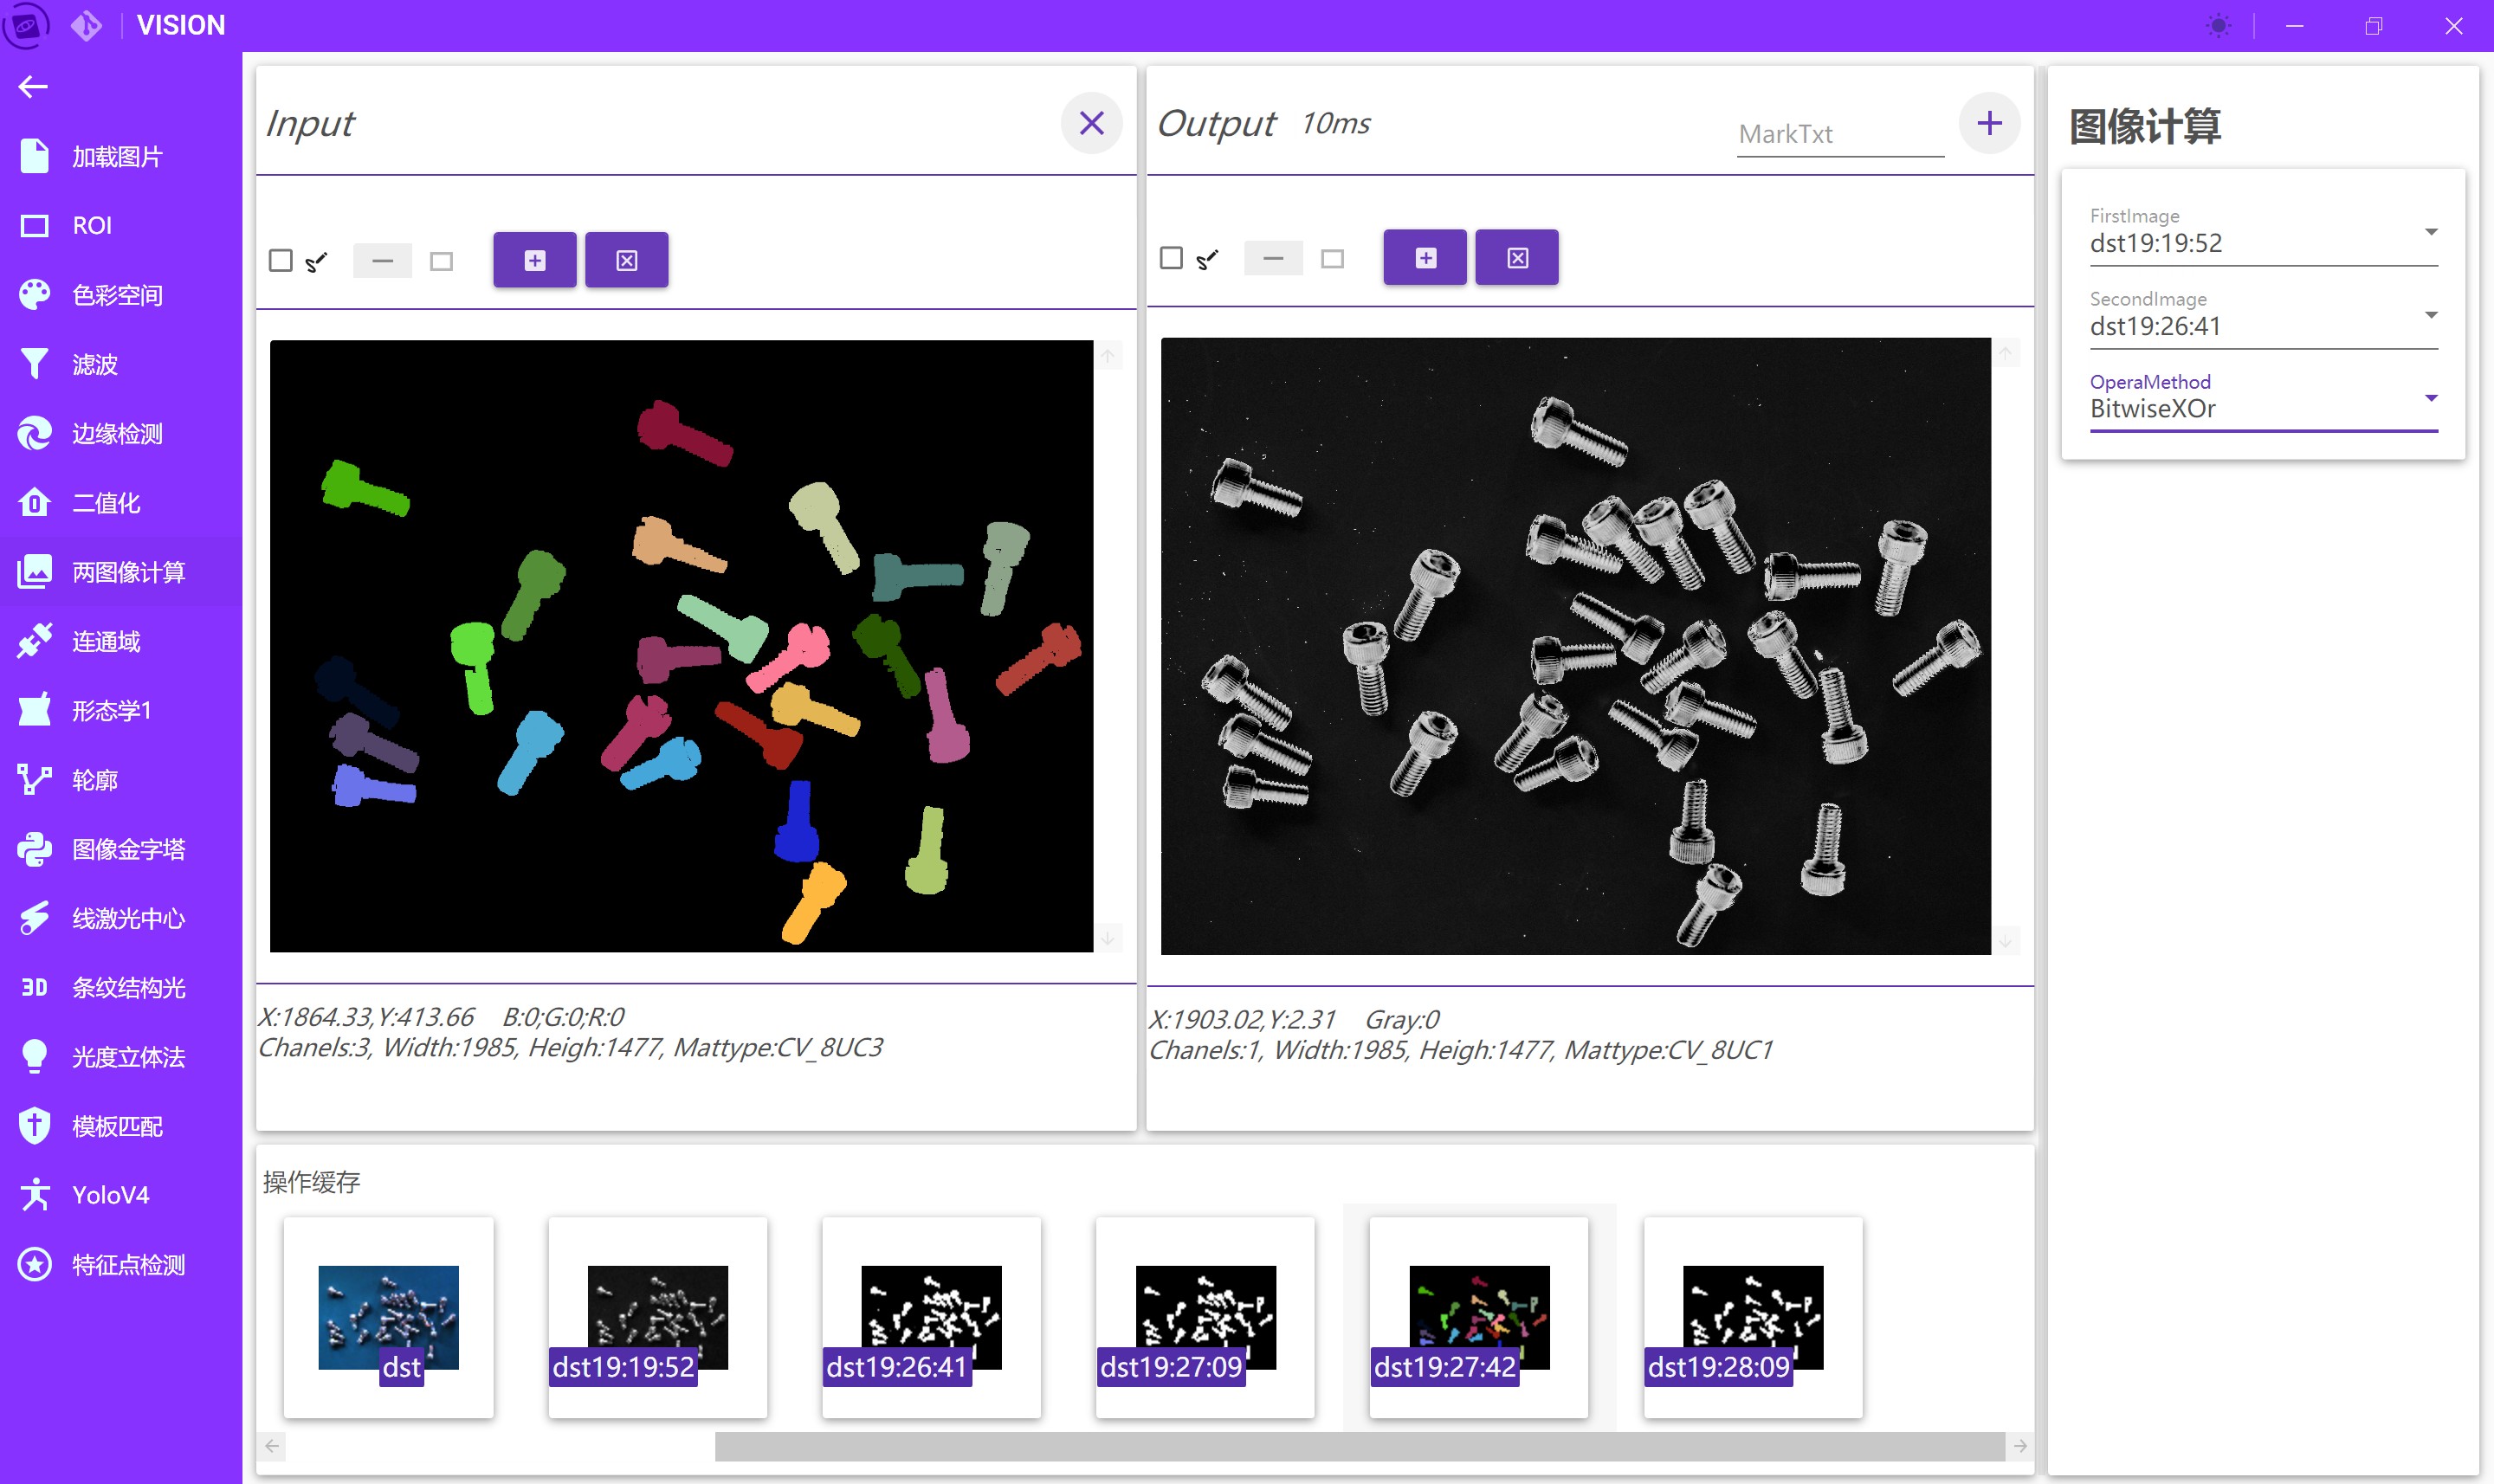 VISION
加载图片
ROI
色彩空间
滤波
边缘检测
二值化
两图像计算
连通域
形态学1
轮廓
图像金字塔
线激光中心
3D 条纹结构光
光度立体法
模板匹配
YoloV4
特征点检测
Input
X:1864.33,Y:413.66 B:0;G:0;R:0
Chanels:3, Width:1985, Heigh:1477, Mattype:CV_8UC3
Output 10ms
MarkTxt
X:1903.02,Y:2.31 Gray:0
Chanels:1, Width:1985, Heigh:1477, Mattype:CV_8UC1
操作缓存
dst
dst19:19:52
dst19:26:41
dst19:27:09
dst19:27:42
dst19:28:09
图像计算
FirstImage
dst19:19:52
SecondImage
dst19:26:41
OperaMethod
BitwiseXOr